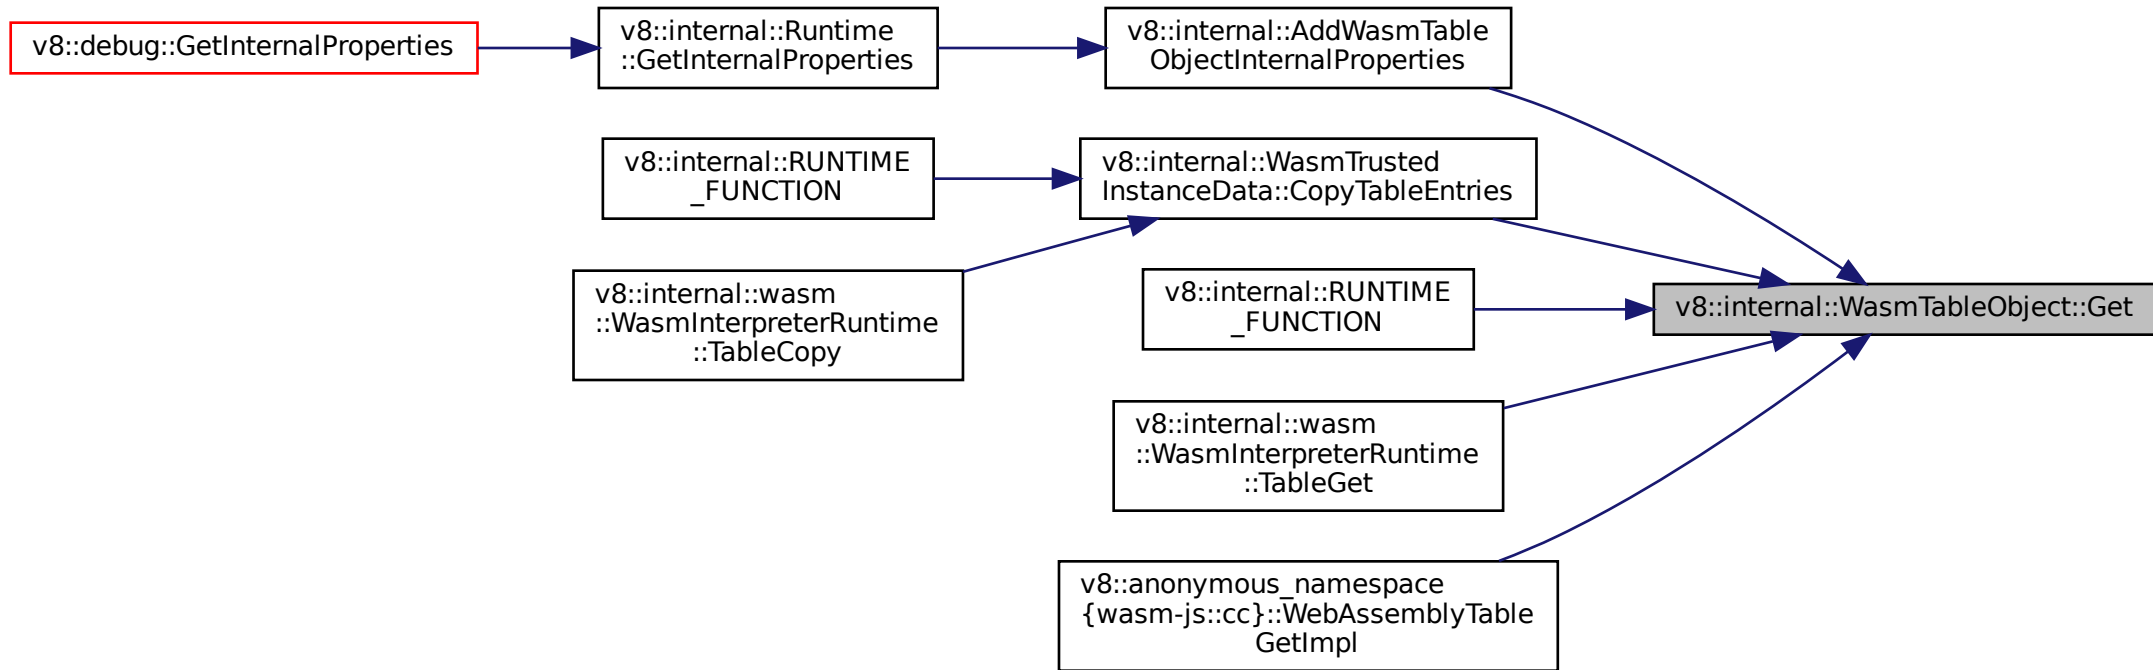 v8::debug::GetInternalProperties
v8::internal::Runtime
::GetInternalProperties
v8::internal::AddWasmTable
ObjectInternalProperties
v8::internal::RUNTIME
_FUNCTION
v8::internal::WasmTrusted
InstanceData::CopyTableEntries
v8::internal::wasm
::WasmInterpreterRuntime
::TableCopy
v8::internal::RUNTIME
_FUNCTION
v8::internal::WasmTableObject::Get
v8::internal::wasm
::WasmInterpreterRuntime
::TableGet
v8::anonymous_namespace
{wasm-js::cc}::WebAssemblyTable
GetImpl